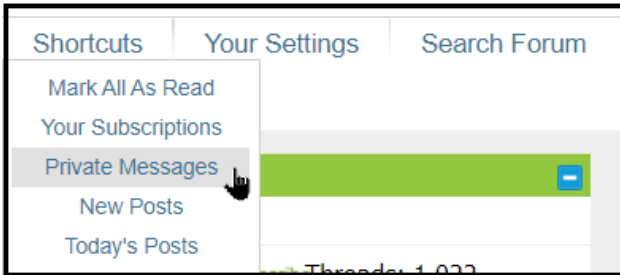 Shortcuts Your Settings Search Forum
Mark All As Read
Your Subscriptions
Private Messages
New Posts
Today's Posts
Threads: 1,022